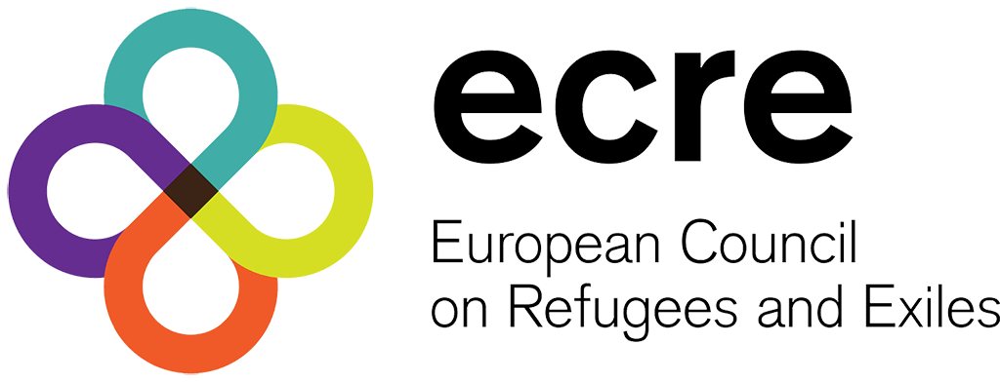 ecre
European Council
on Refugees and Exiles